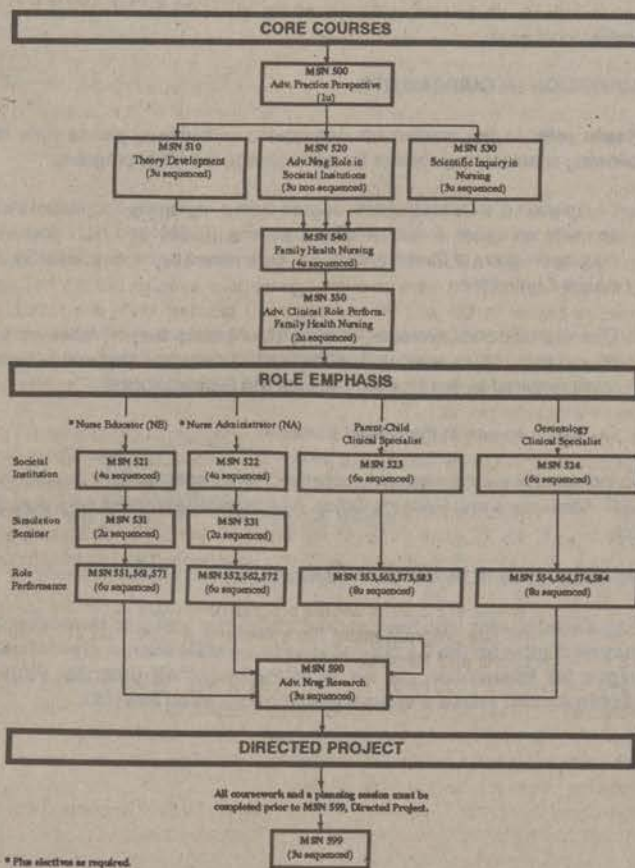 CORE COURSES
MSN 500
Adv. Practice Perspective
(1u)
MSN 510
Theory Development
(3u sequenced)
MSN 520
Adv.Nrsg Role in
Societal Insitutions
(3u non-sequenced)
MSN 530
Scientific Inquiry in
Nursing
(3u sequenced)
MSN 540
Family Health Nursing
(4u sequenced)
MSN 550
Adv. Clinical Role Perform.
Family Health Nursing
(2u sequenced)
ROLE EMPHASIS
* Nurse Educator (NE)
* Nurse Administrator (NA)
Parent-Child
Clinical Specialist
Gerontology
Clinical Specialist
Societal
Institution
MSN 521
(4u sequenced)
MSN 522
(4u sequenced)
MSN 523
(6u sequenced)
MSN 524
(6u sequenced)
Simulation
Seminar
MSN 531
(2u sequenced)
MSN 531
(2u sequenced)
Role
Performance
MSN 551,561,571
(6u sequenced)
MSN 552,562,572
(6u sequenced)
MSN 553,563,573,583
(8u sequenced)
MSN 554,564,574,584
(8u sequenced)
MSN 590
Adv. Nrsg Research
(3u sequenced)
DIRECTED PROJECT
All coursework and a planning session must be
completed prior to MSN 599, Directed Project.
MSN 599
(3u sequenced)
* Plus electives as required.